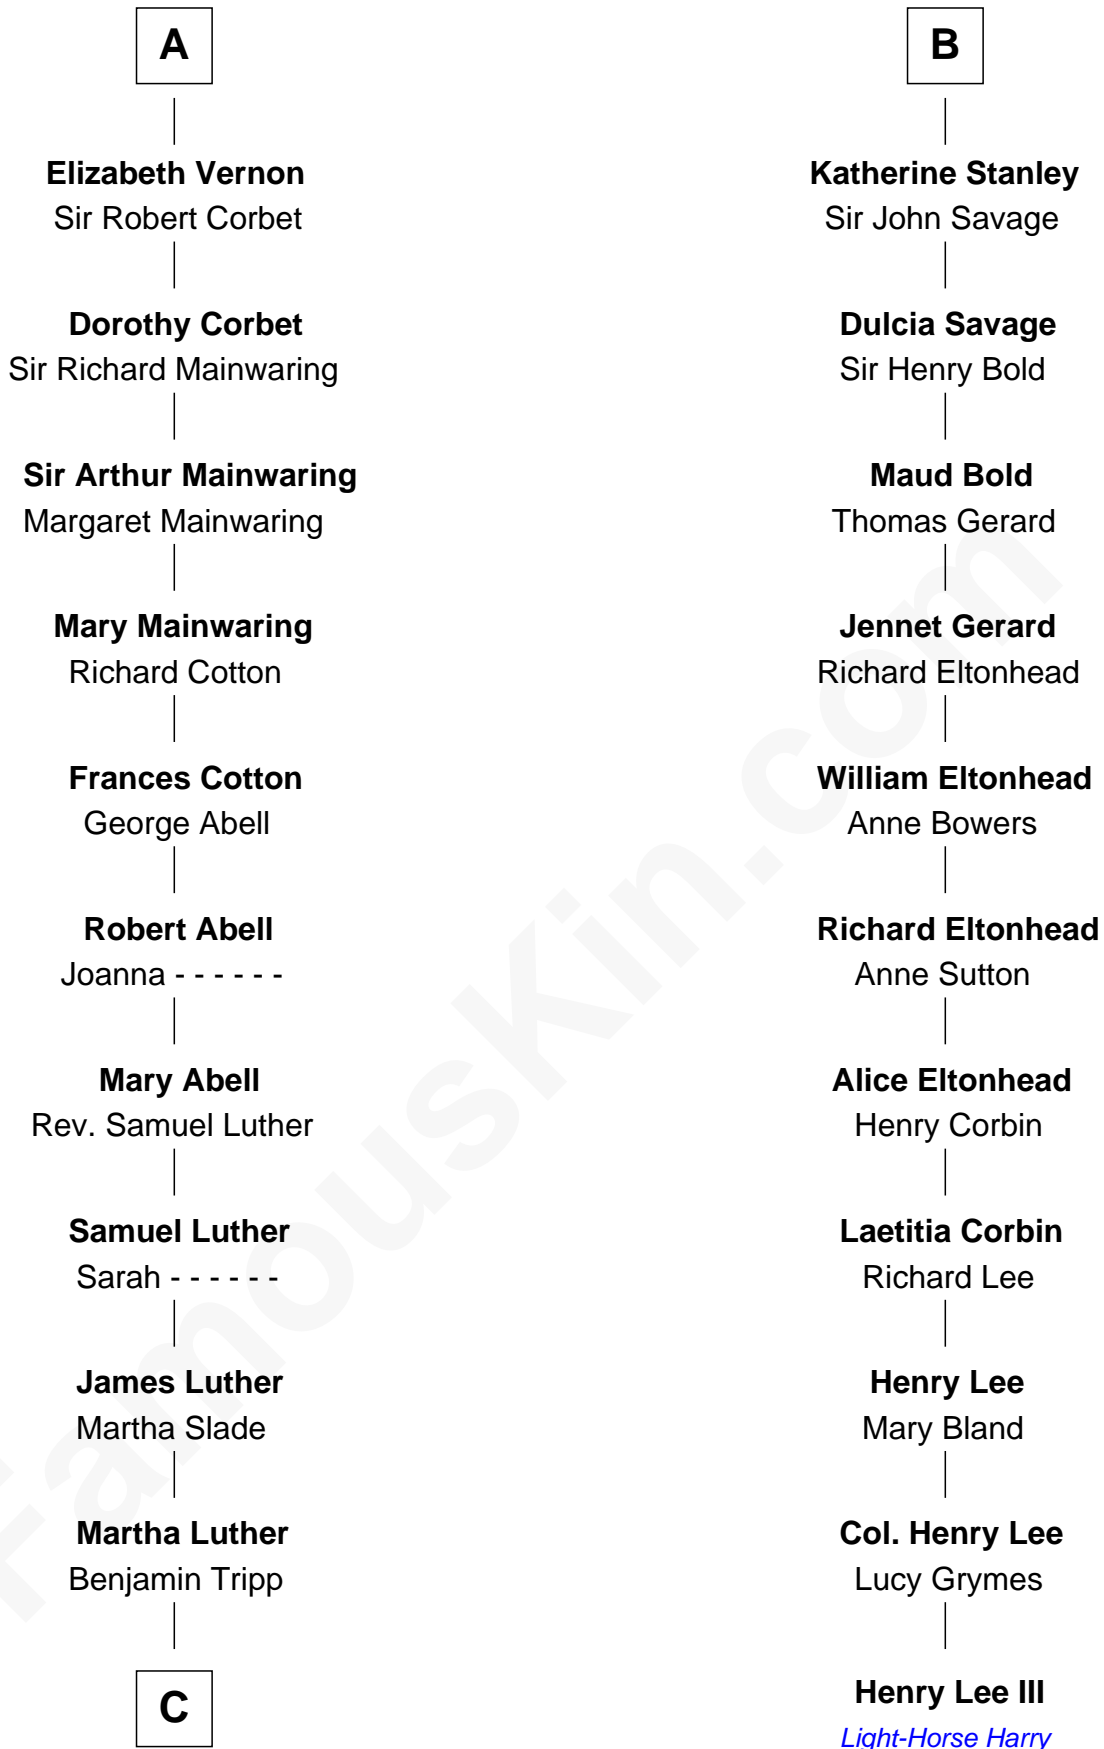 A
Elizabeth Vernon
Sir Robert Corbet
Dorothy Corbet
Sir Richard Mainwaring
Sir Arthur Mainwaring
Margaret Mainwaring
Mary Mainwaring
Richard Cotton
Frances Cotton
George Abell
Robert Abell
Joanna - - - - - -
Mary Abell
Rev. Samuel Luther
Samuel Luther
Sarah - - - - - -
James Luther
Martha Slade
Martha Luther
Benjamin Tripp
C
B
Katherine Stanley
Sir John Savage
Dulcia Savage
Sir Henry Bold
Maud Bold
Thomas Gerard
Jennet Gerard
Richard Eltonhead
William Eltonhead
Anne Bowers
Richard Eltonhead
Anne Sutton
Alice Eltonhead
Henry Corbin
Laetitia Corbin
Richard Lee
Henry Lee
Mary Bland
Col. Henry Lee
Lucy Grymes
Henry Lee III
Light-Horse Harry
FamousKin.com